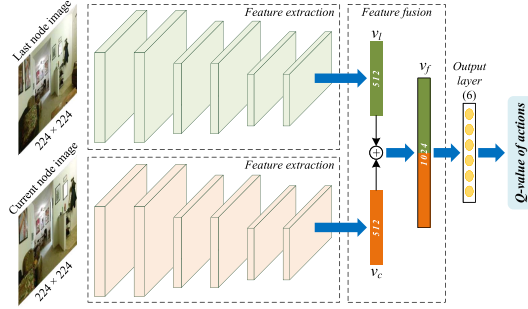 Last node image
224 × 224
Feature extraction
Feature fusion
v_l
512
v_f
1024
Output
layer
(6)
Q-value of actions
Current node image
224 × 224
Feature extraction
512
v_c